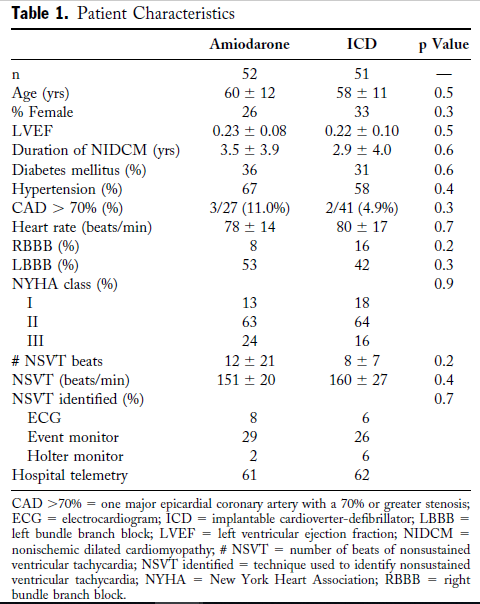 Table 1. Patient Characteristics
Amiodarone ICD p Value
n 52 51 —
Age (yrs) 60 ± 12 58 ± 11 0.5
% Female 26 33 0.3
LVEF 0.23 ± 0.08 0.22 ± 0.10 0.5
Duration of NIDCM (yrs) 3.5 ± 3.9 2.9 ± 4.0 0.6
Diabetes mellitus (%) 36 31 0.6
Hypertension (%) 67 58 0.4
CAD > 70% (%) 3/27 (11.0%) 2/41 (4.9%) 0.3
Heart rate (beats/min) 78 ± 14 80 ± 17 0.7
RBBB (%) 8 16 0.2
LBBB (%) 53 42 0.3
NYHA class (%) 0.9
I 13 18
II 63 64
III 24 16
# NSVT beats 12 ± 21 8 ± 7 0.2
NSVT (beats/min) 151 ± 20 160 ± 27 0.4
NSVT identified (%) 0.7
ECG 8 6
Event monitor 29 26
Holter monitor 2 6
Hospital telemetry 61 62
CAD >70% = one major epicardial coronary artery with a 70% or greater stenosis;
ECG = electrocardiogram; ICD = implantable cardioverter-defibrillator; LBBB =
left bundle branch block; LVEF = left ventricular ejection fraction; NIDCM =
nonischemic dilated cardiomyopathy; # NSVT = number of beats of nonsustained
ventricular tachycardia; NSVT identified = technique used to identify nonsustained
ventricular tachycardia; NYHA = New York Heart Association; RBBB = right
bundle branch block.